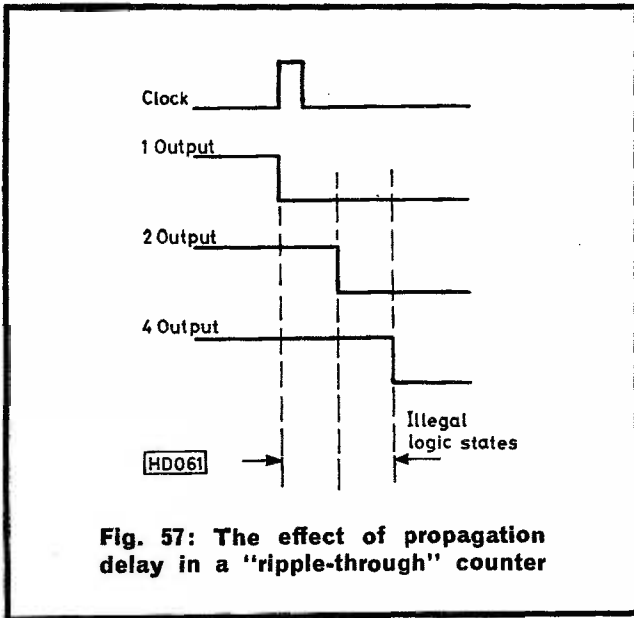 Clock
1 Output
2 Output
4 Output
Illegal
logic states
HD061
Fig. 57: The effect of propagation
delay in a "ripple-through" counter